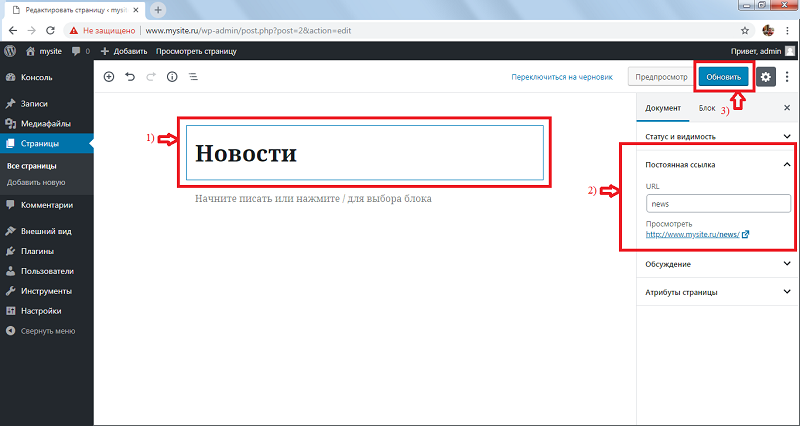 Редактировать страницу ‹ mysite
Не защищено | www.mysite.ru/wp-admin/post.php?post=2&action=edit
mysite 0 + Добавить Просмотреть страницу Привет, admin
Консоль
Записи
Медиафайлы
Страницы
Все страницы
Добавить новую
Комментарии
Внешний вид
Плагины
Пользователи
Инструменты
Настройки
Свернуть меню
Переключиться на черновик Предпросмотр Обновить
3)
1)
Новости
Начните писать или нажмите / для выбора блока
Документ Блок
Статус и видимость
2)
Постоянная ссылка
URL
news
Просмотреть
http://www.mysite.ru/news/
Обсуждение
Атрибуты страницы